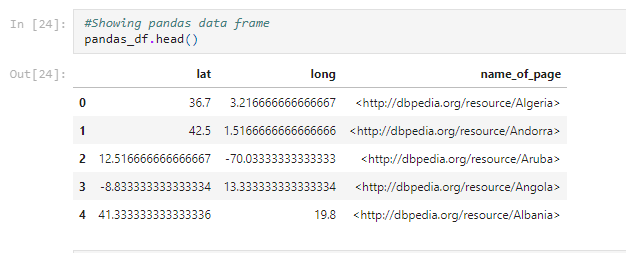 In [24]: #Showing pandas data frame
pandas_df.head()
Out[24]:
lat long name_of_page
0 36.7 3.216666666666667 <http://dbpedia.org/resource/Algeria>
1 42.5 1.5166666666666666 <http://dbpedia.org/resource/Andorra>
2 12.516666666666667 -70.03333333333333 <http://dbpedia.org/resource/Aruba>
3 -8.833333333333334 13.333333333333334 <http://dbpedia.org/resource/Angola>
4 41.333333333333336 19.8 <http://dbpedia.org/resource/Albania>